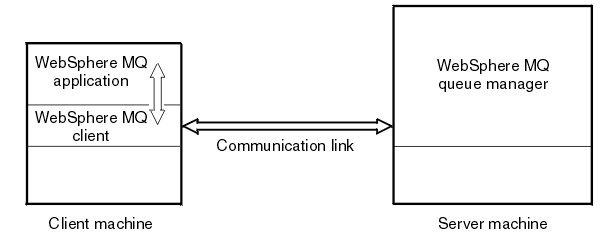 WebSphere MQ
application
WebSphere MQ
client
Communication link
WebSphere MQ
queue manager
Client machine
Server machine